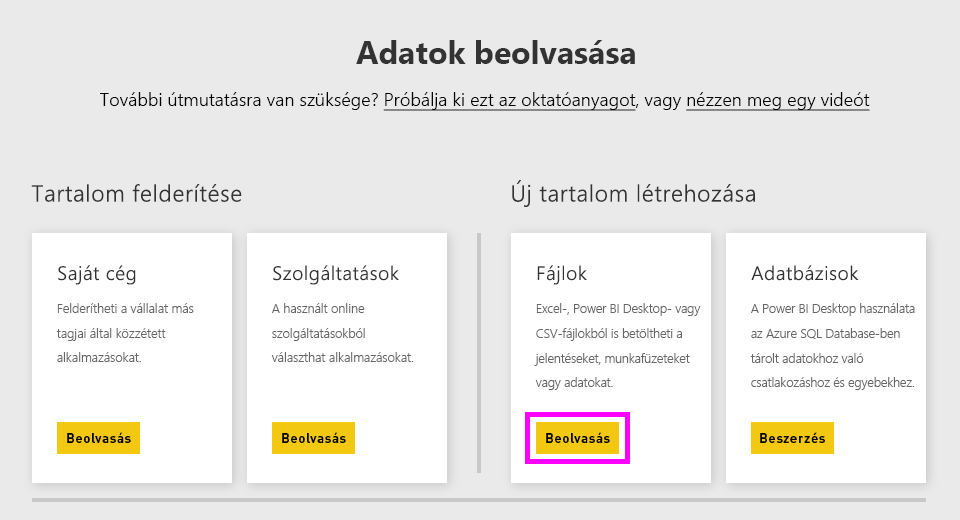 Adatok beolvasása
További útmutatásra van szüksége? Próbálja ki ezt az oktatóanyagot, vagy nézzen meg egy videót
Tartalom felderítése
Saját cég
Felderítheti a vállalat más
tagjai által közzétett
alkalmazásokat.
Beolvasás
Szolgáltatások
A használt online
szolgáltatásokból
választhat alkalmazásokat.
Beolvasás
Új tartalom létrehozása
Fájlok
Excel-, Power BI Desktop- vagy
CSV-fájlokból is betöltheti a
jelentéseket, munkafüzeteket
vagy adatokat.
Beolvasás
Adatbázisok
A Power BI Desktop használata
az Azure SQL Database-ben
tárolt adatokhoz való
csatlakozáshoz és egyebekhez.
Beszerzés